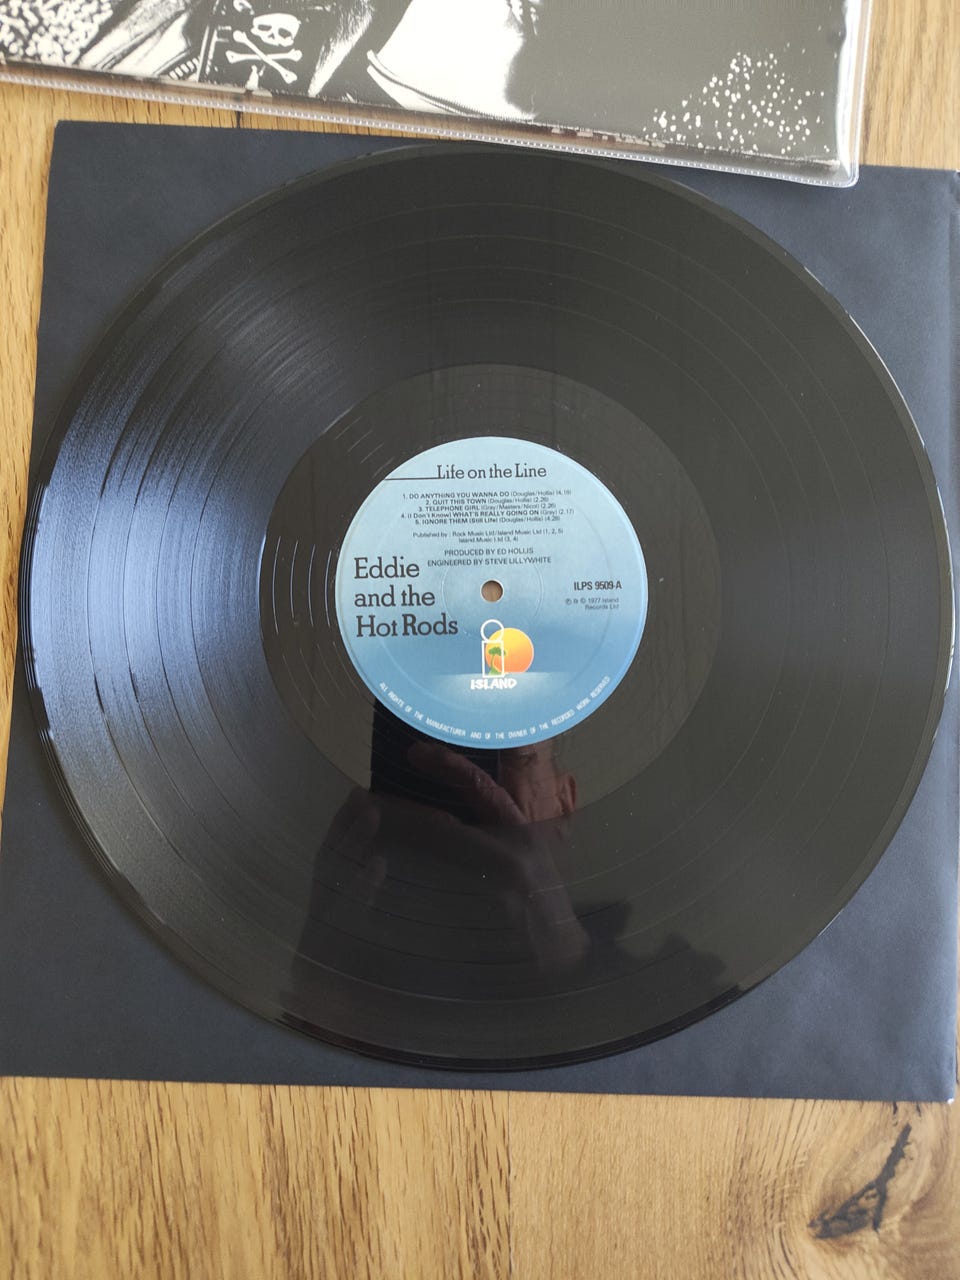 Life on the Line
1. DO ANYTHING YOU WANNA DO (Douglas/Hollis) (4.18)
2. QUIT THIS TOWN (Douglas/Hollis) (2.26)
3. TELEPHONE GIRL (Gray/Masters/Nicol) (2.26)
4. (I Don't Know) WHAT'S REALLY GOING ON (Gray) (2.17)
5. IGNORE THEM (Still Life) (Douglas/Hollis) (4.28)
Published by: Rock Music Ltd/Island Music Ltd (1, 2, 5)
Island Music Ltd (3, 4)
PRODUCED BY ED HOLLIS
ENGINEERED BY STEVE LILLYWHITE
Eddie
and the
Hot Rods
ILPS 9509-A
℗ & © 1977 Island
Records Ltd
ISLAND
ALL RIGHTS OF THE MANUFACTURER AND OF THE OWNER OF THE RECORDED WORK RESERVED